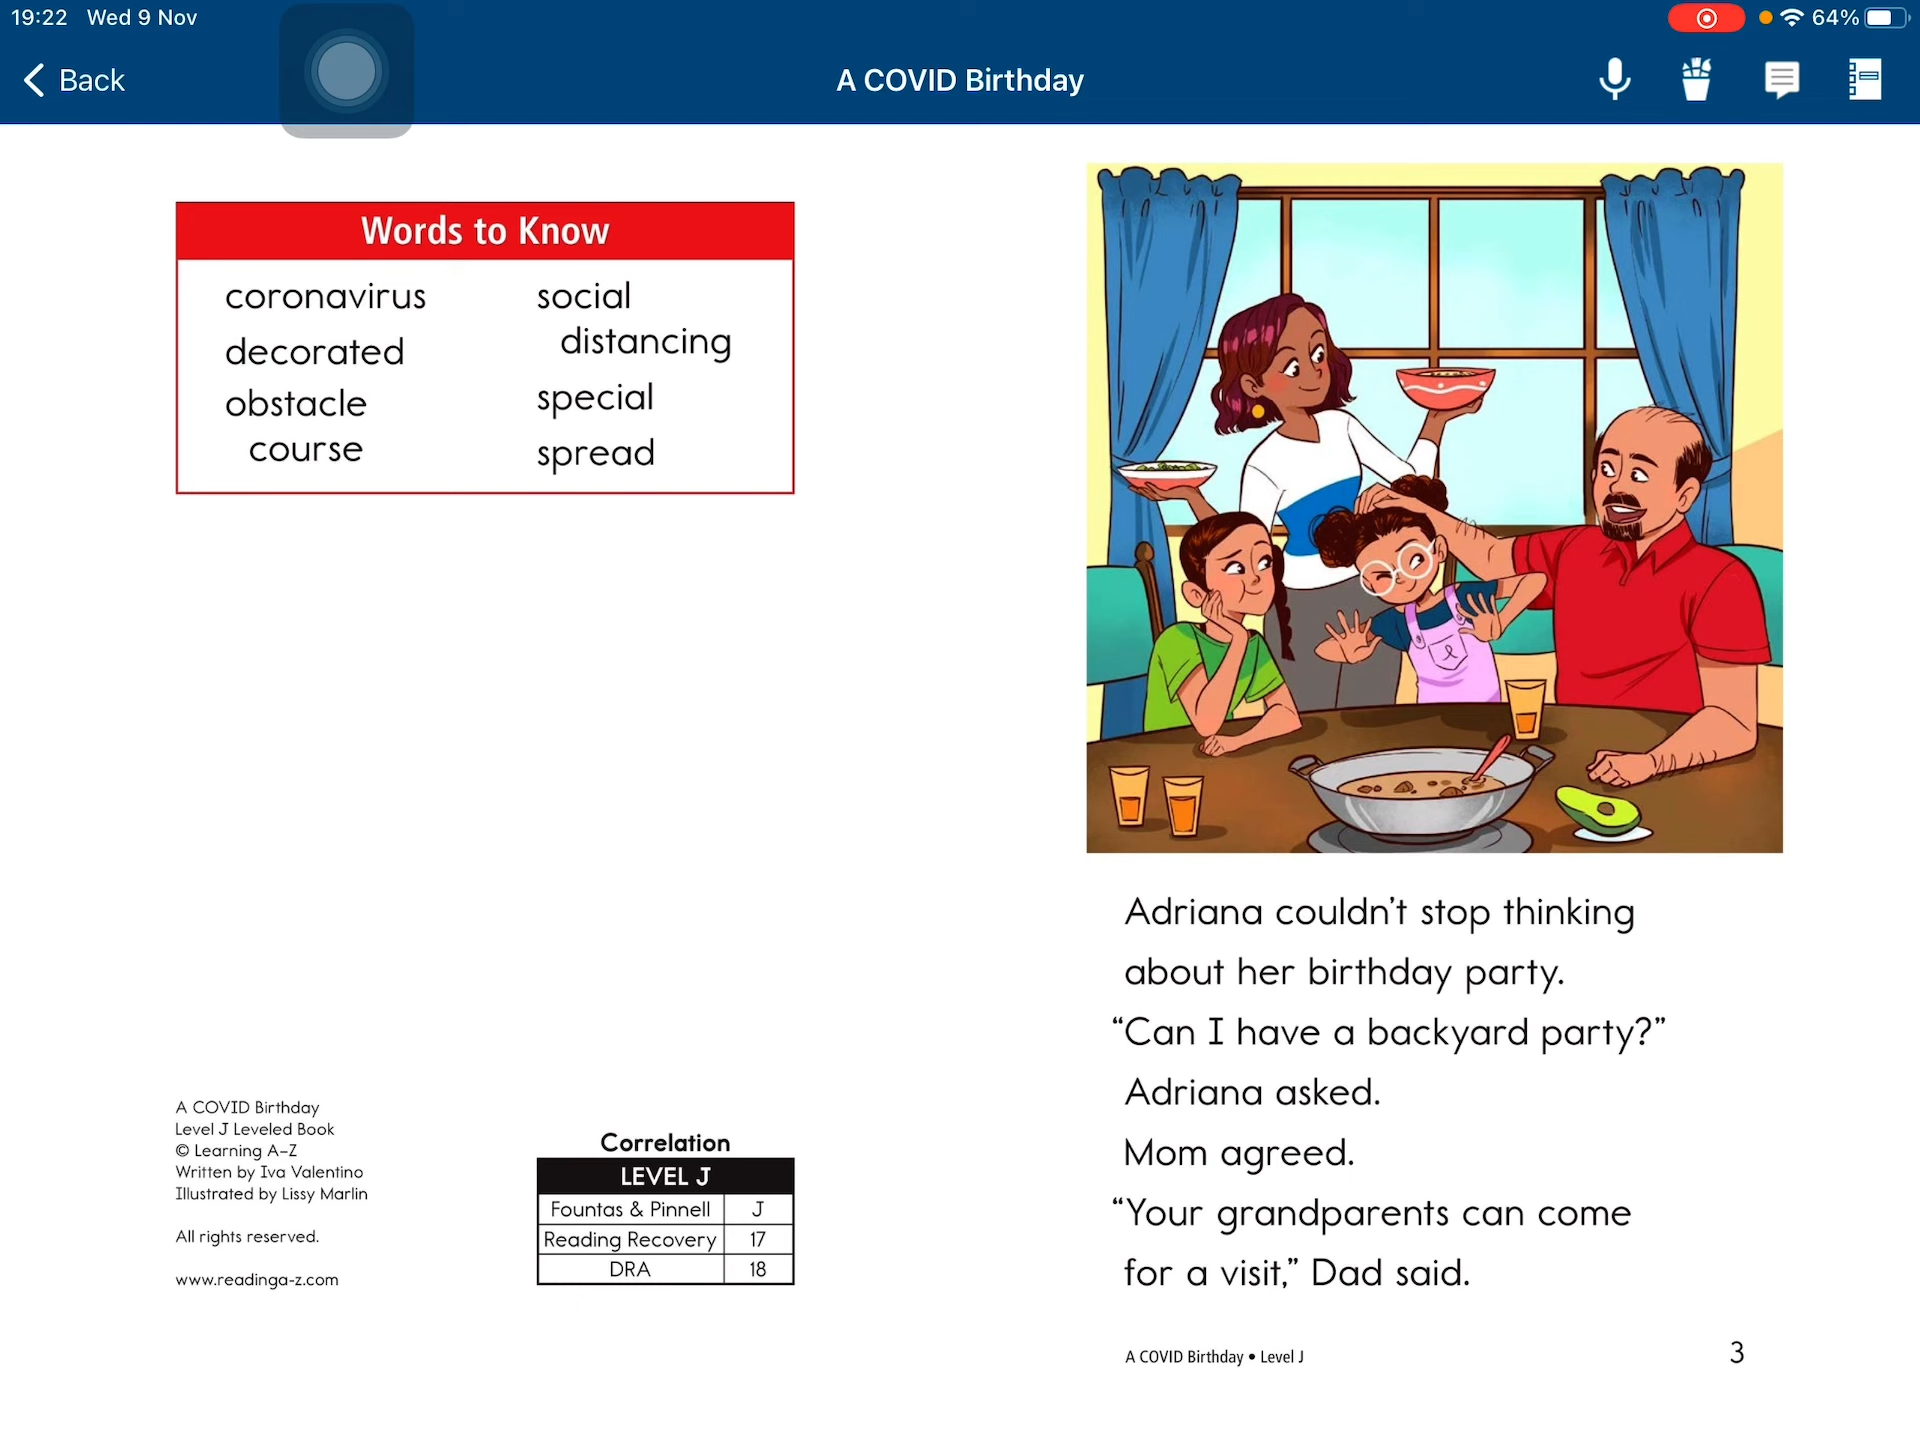 19:22 Wed 9 Nov
64%
Back
A COVID Birthday
Words to Know
coronavirus
decorated
obstacle
course
social
distancing
special
spread
A COVID Birthday
Level J Leveled Book
© Learning A–Z
Written by Iva Valentino
Illustrated by Lissy Marlin
All rights reserved.
www.readinga-z.com
Correlation
LEVEL J
Fountas & Pinnell J
Reading Recovery 17
DRA 18
Adriana couldn’t stop thinking
about her birthday party.
“Can I have a backyard party?”
Adriana asked.
Mom agreed.
“Your grandparents can come
for a visit,” Dad said.
A COVID Birthday • Level J
3